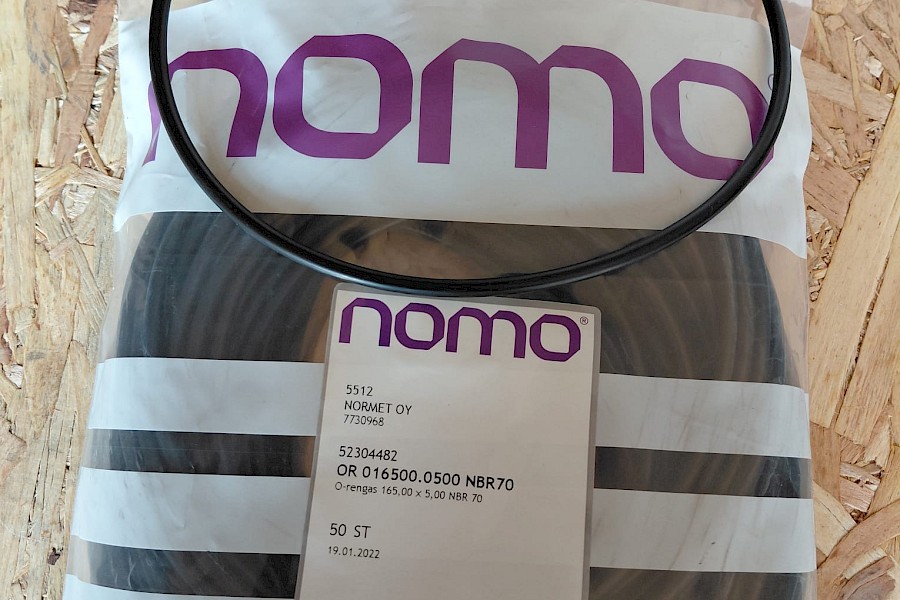 nomo
nomo®
5512
NORMET OY
7730968
52304482
OR 016500.0500 NBR70
O-rengas 165,00 x 5,00 NBR 70
50 ST
19.01.2022